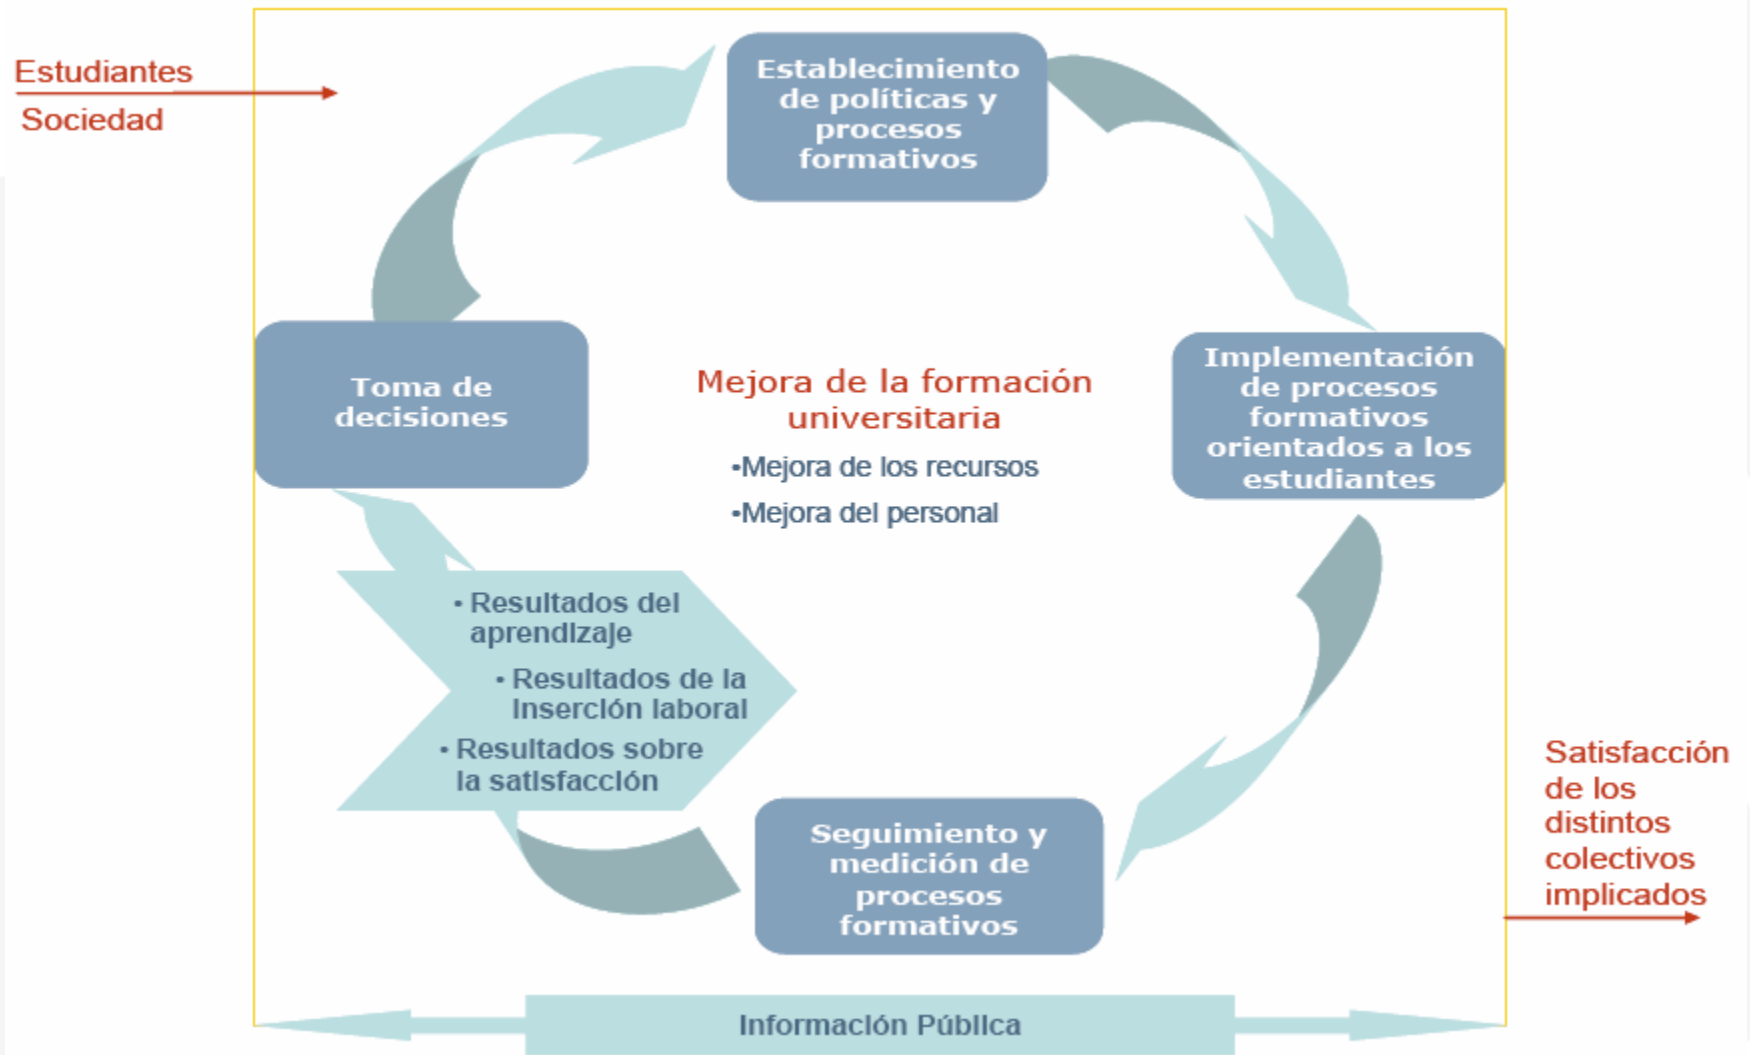 Estudiantes
Sociedad
Establecimiento
de políticas y
procesos
formativos
Toma de
decisiones
Mejora de la formación
universitaria
•Mejora de los recursos
•Mejora del personal
Implementación
de procesos
formativos
orientados a los
estudiantes
• Resultados del
aprendizaje
• Resultados de la
inserción laboral
• Resultados sobre
la satisfacción
Seguimiento y
medición de
procesos
formativos
Satisfacción
de los
distintos
colectivos
implicados
Información Pública